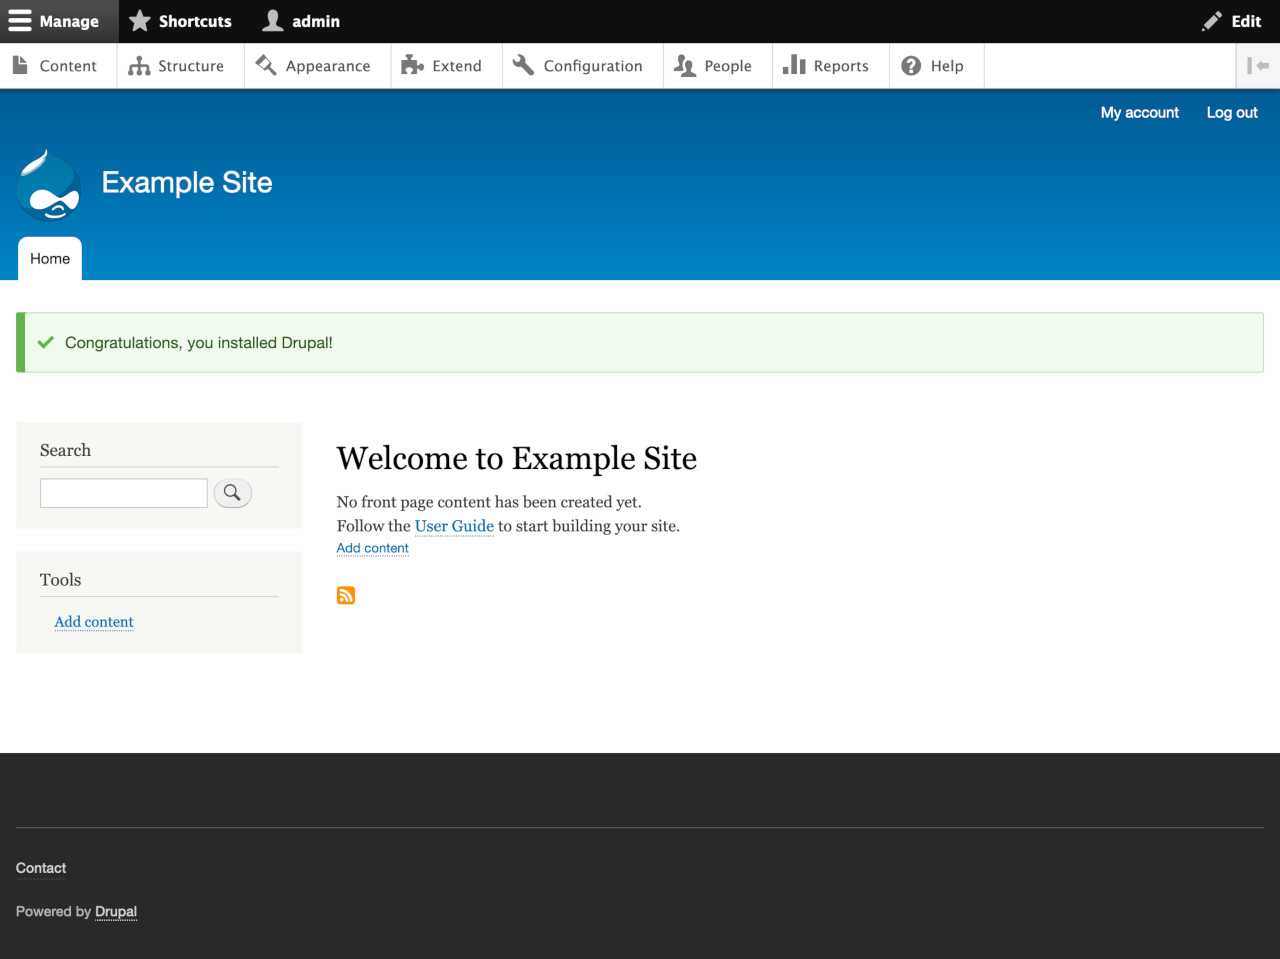 Manage Shortcuts admin Edit
Content Structure Appearance Extend Configuration People Reports Help
My account Log out
Example Site
Home
Congratulations, you installed Drupal!
Search
Tools
Add content
Welcome to Example Site
No front page content has been created yet.
Follow the User Guide to start building your site.
Add content
Contact
Powered by Drupal